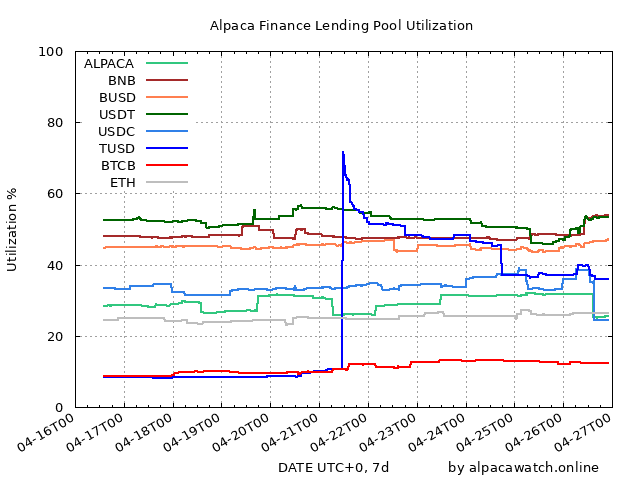 Alpaca Finance Lending Pool Utilization
100
80
60
40
20
0
Utilization %
ALPACA
BNB
BUSD
USDT
USDC
TUSD
BTCB
ETH
04-16T00
04-17T00
04-18T00
04-19T00
04-20T00
04-21T00
04-22T00
04-23T00
04-24T00
04-25T00
04-26T00
04-27T00
DATE UTC+0, 7d
by alpacawatch.online